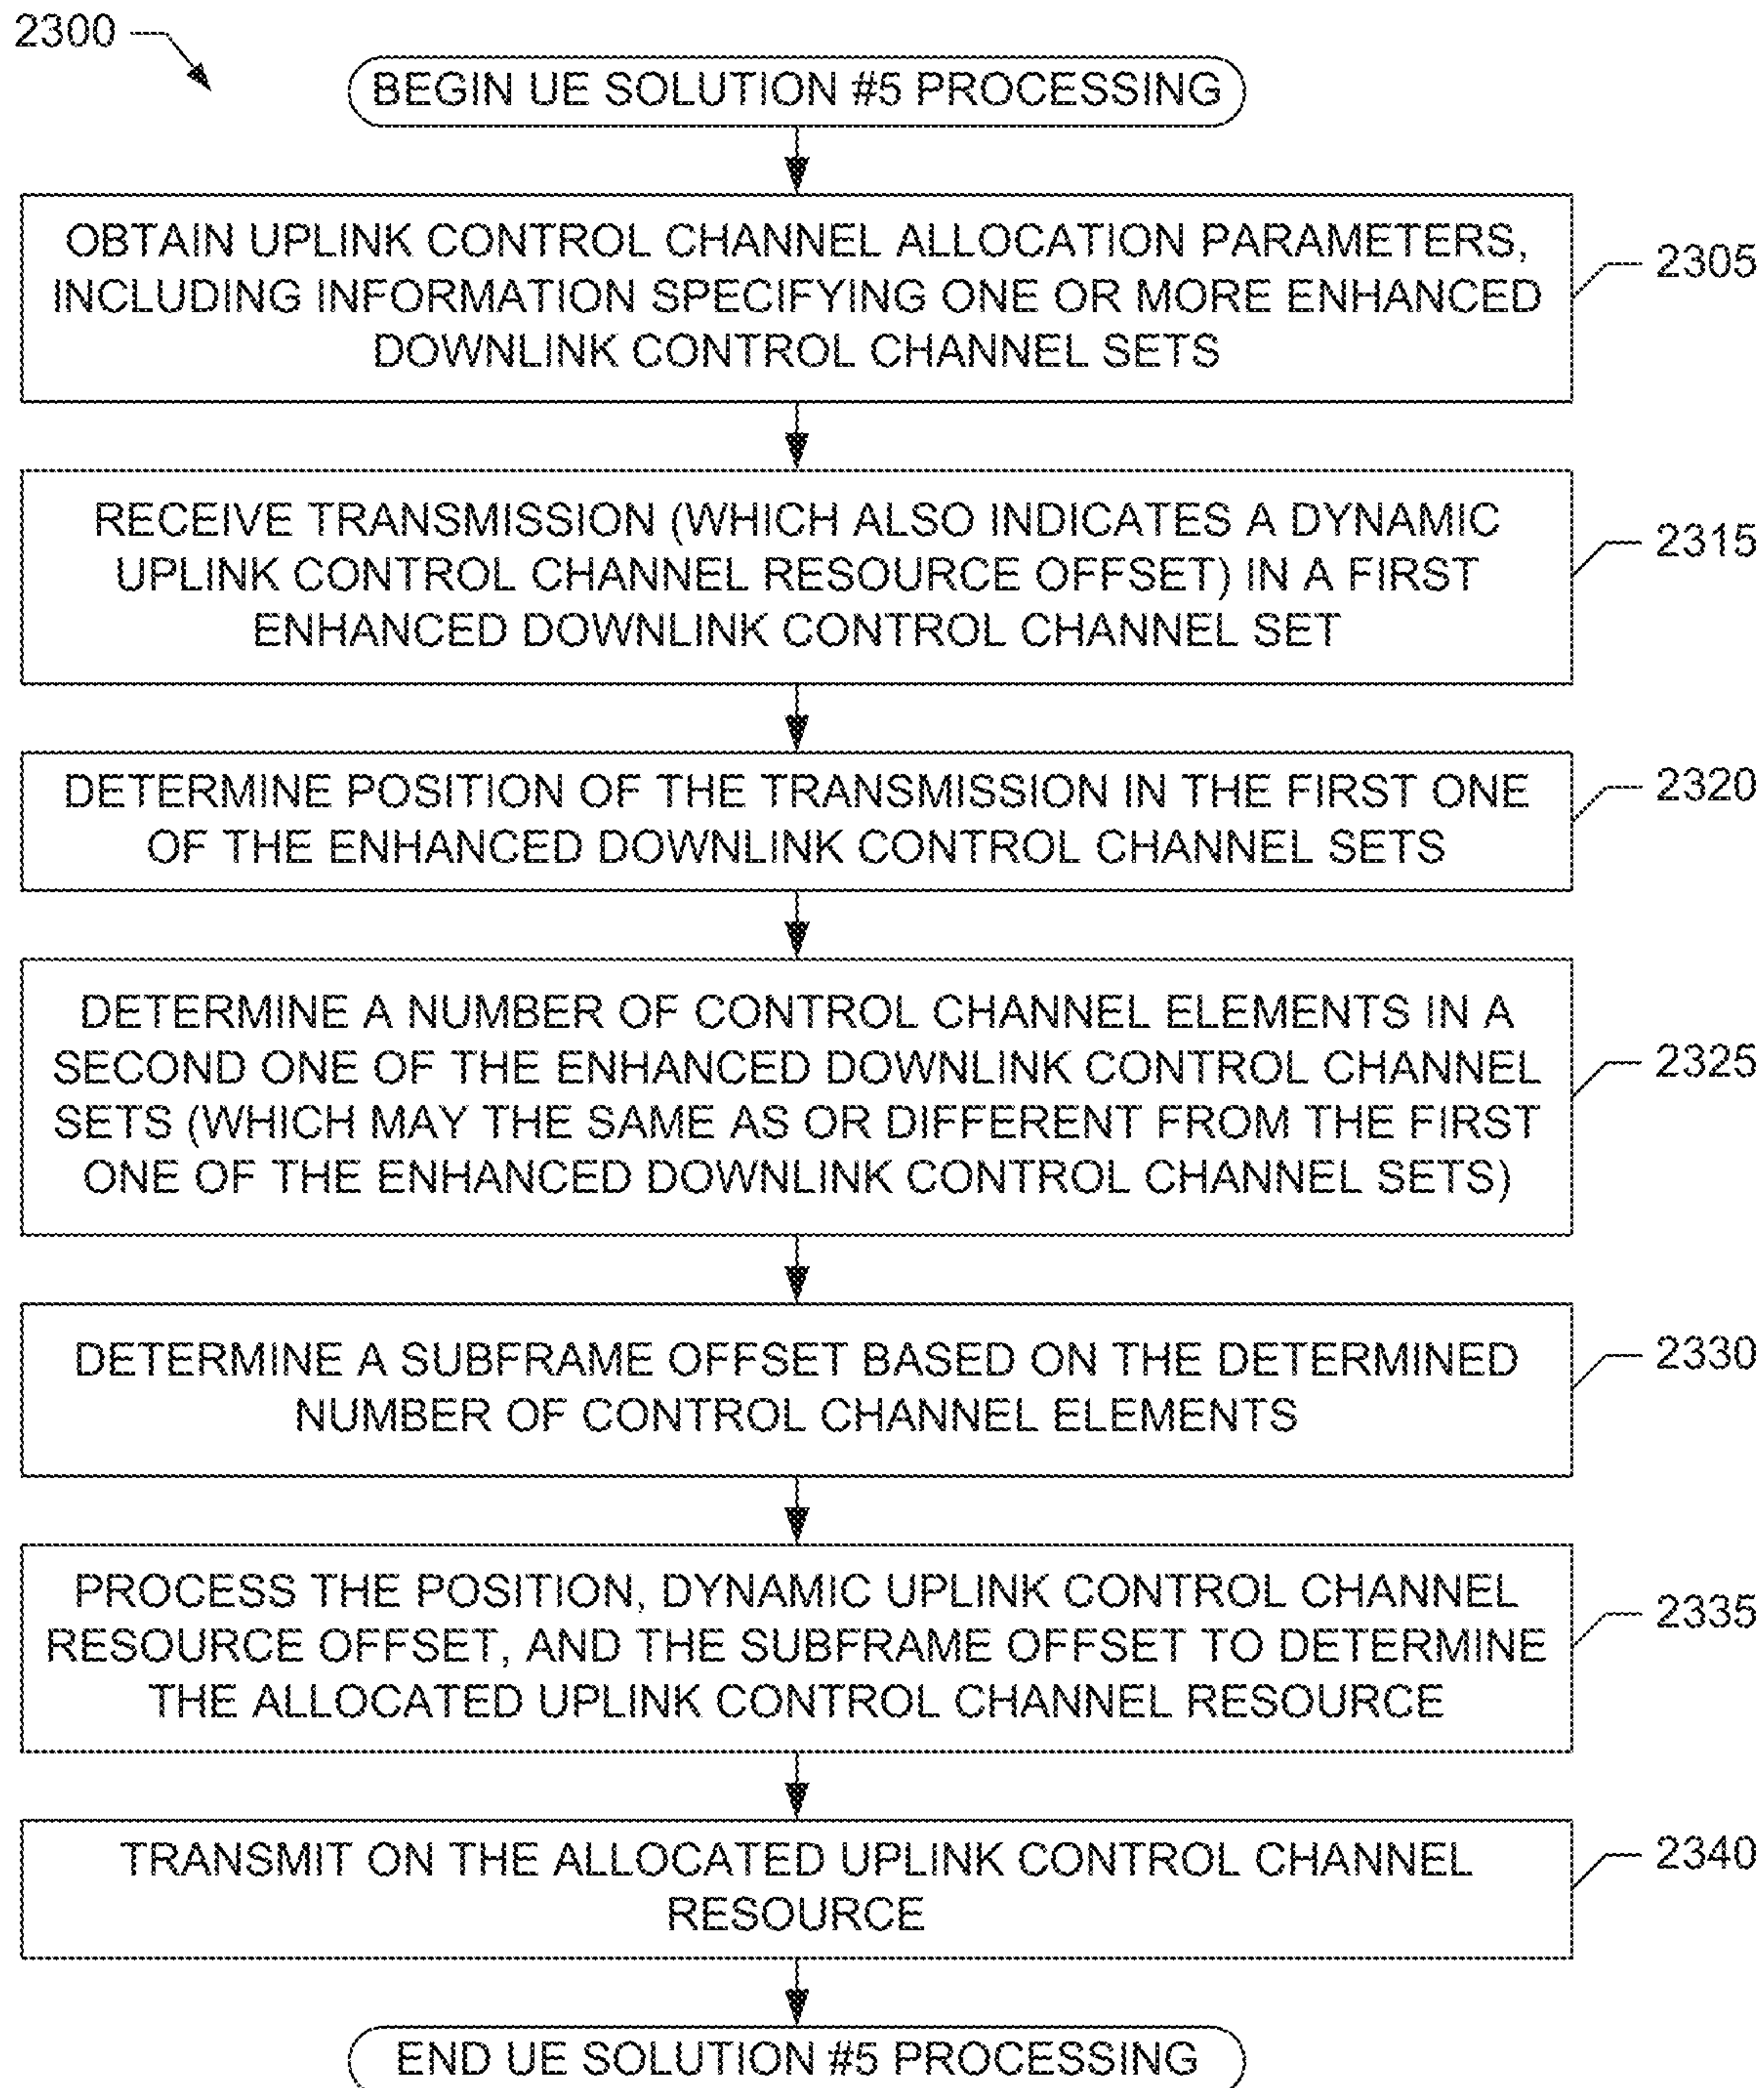 2300
BEGIN UE SOLUTION #5 PROCESSING
OBTAIN UPLINK CONTROL CHANNEL ALLOCATION PARAMETERS,
INCLUDING INFORMATION SPECIFYING ONE OR MORE ENHANCED
DOWNLINK CONTROL CHANNEL SETS
2305
RECEIVE TRANSMISSION (WHICH ALSO INDICATES A DYNAMIC
UPLINK CONTROL CHANNEL RESOURCE OFFSET) IN A FIRST
ENHANCED DOWNLINK CONTROL CHANNEL SET
2315
DETERMINE POSITION OF THE TRANSMISSION IN THE FIRST ONE
OF THE ENHANCED DOWNLINK CONTROL CHANNEL SETS
2320
DETERMINE A NUMBER OF CONTROL CHANNEL ELEMENTS IN A
SECOND ONE OF THE ENHANCED DOWNLINK CONTROL CHANNEL
SETS (WHICH MAY THE SAME AS OR DIFFERENT FROM THE FIRST
ONE OF THE ENHANCED DOWNLINK CONTROL CHANNEL SETS)
2325
DETERMINE A SUBFRAME OFFSET BASED ON THE DETERMINED
NUMBER OF CONTROL CHANNEL ELEMENTS
2330
PROCESS THE POSITION, DYNAMIC UPLINK CONTROL CHANNEL
RESOURCE OFFSET, AND THE SUBFRAME OFFSET TO DETERMINE
THE ALLOCATED UPLINK CONTROL CHANNEL RESOURCE
2335
TRANSMIT ON THE ALLOCATED UPLINK CONTROL CHANNEL
RESOURCE
2340
END UE SOLUTION #5 PROCESSING